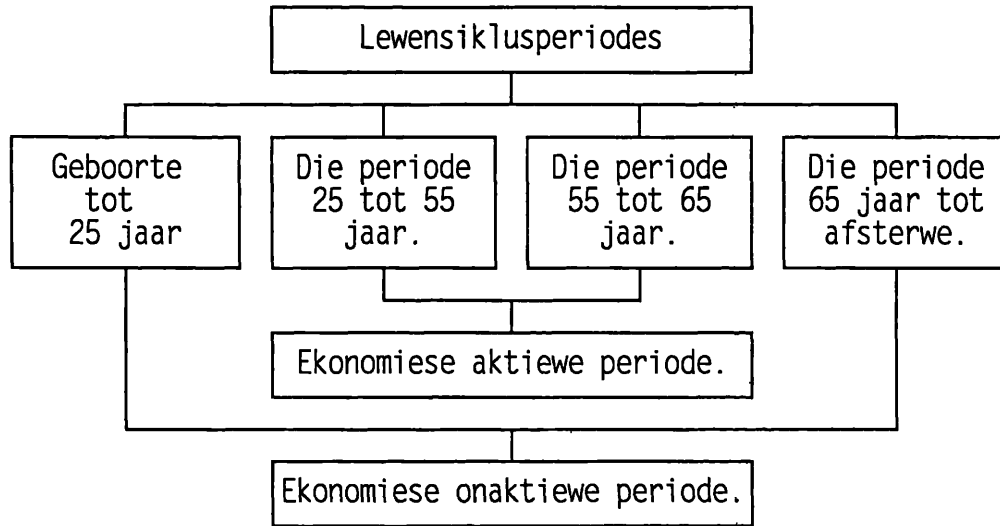 Lewensiklusperiodes
Geboorte
tot
25 jaar
Die periode
25 tot 55
jaar.
Die periode
55 tot 65
jaar.
Die periode
65 jaar tot
afsterwe.
Ekonomiese aktiewe periode.
Ekonomiese onaktiewe periode.